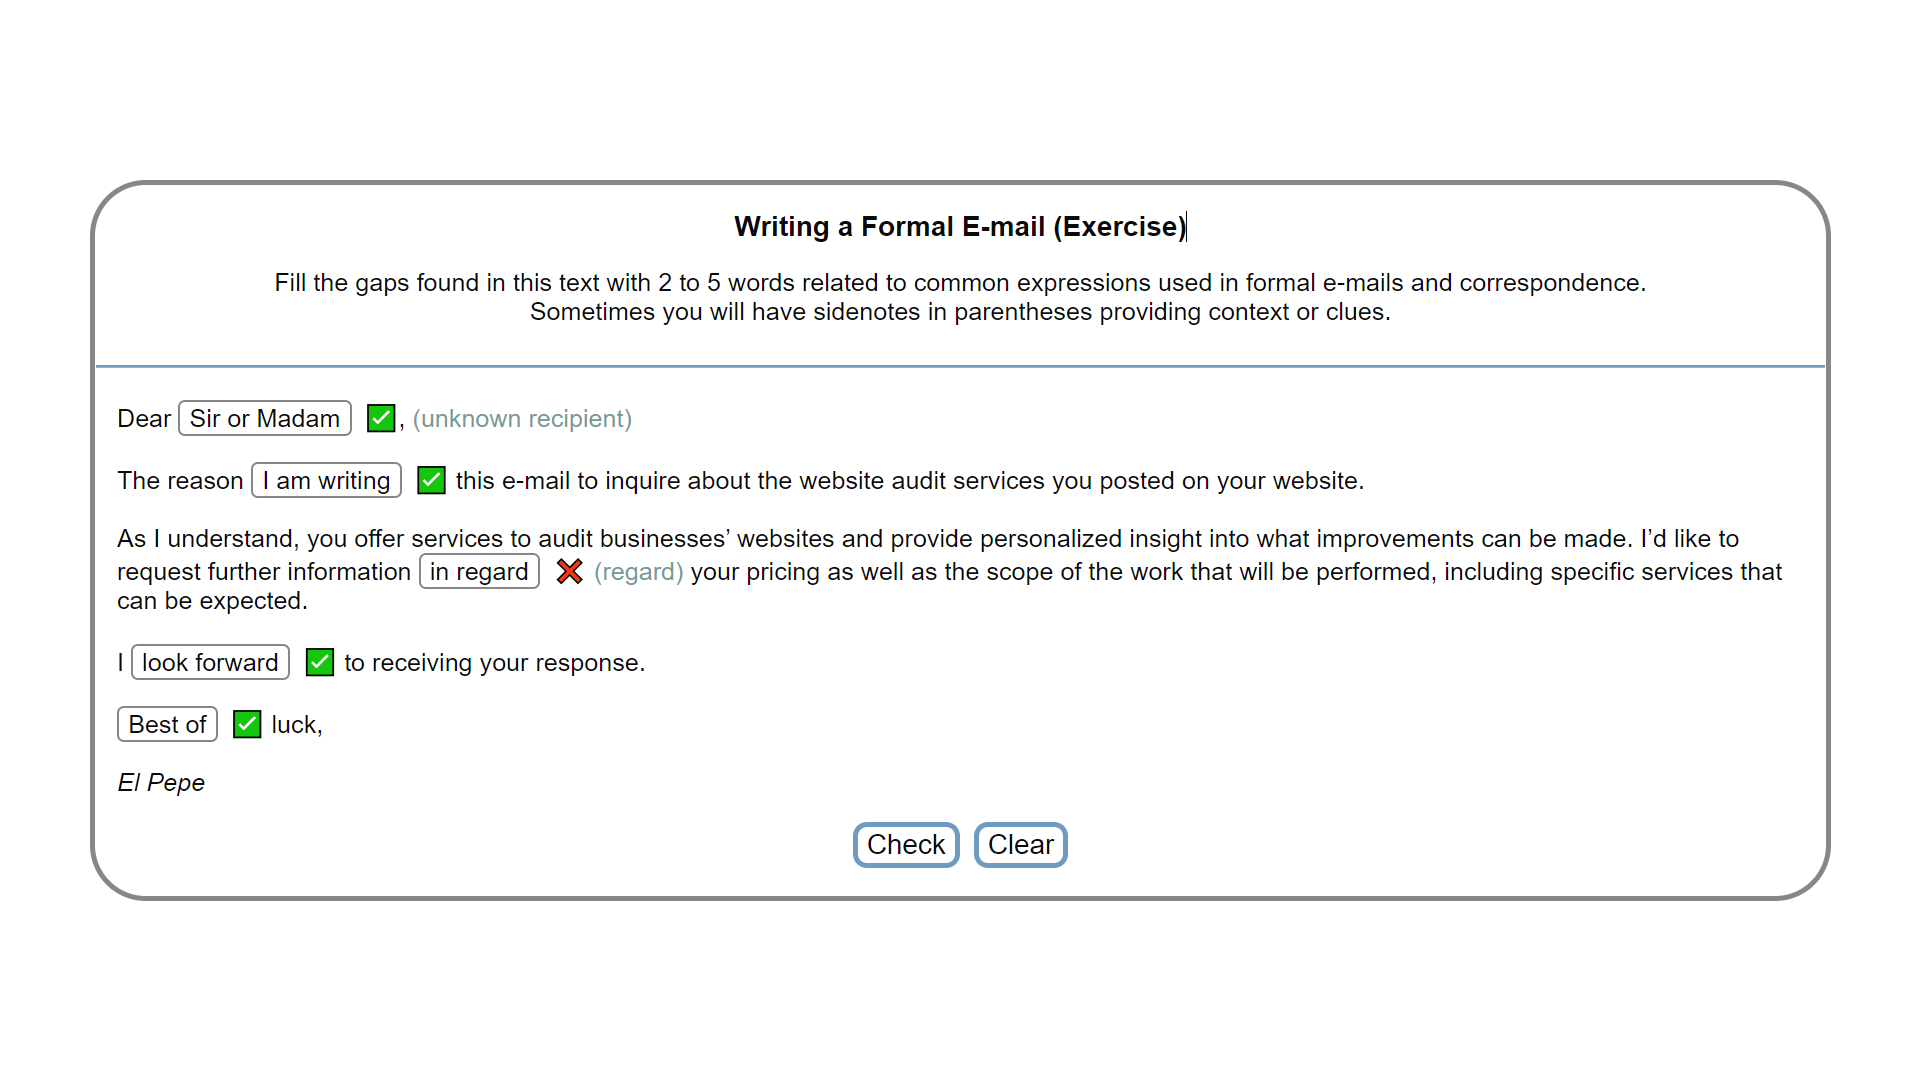 Writing a Formal E-mail (Exercise)
Fill the gaps found in this text with 2 to 5 words related to common expressions used in formal e-mails and correspondence.
Sometimes you will have sidenotes in parentheses providing context or clues.
Dear Sir or Madam , (unknown recipient)
The reason I am writing this e-mail to inquire about the website audit services you posted on your website.
As I understand, you offer services to audit businesses’ websites and provide personalized insight into what improvements can be made. I’d like to
request further information in regard (regard) your pricing as well as the scope of the work that will be performed, including specific services that
can be expected.
I look forward to receiving your response.
Best of luck,
El Pepe
Check Clear